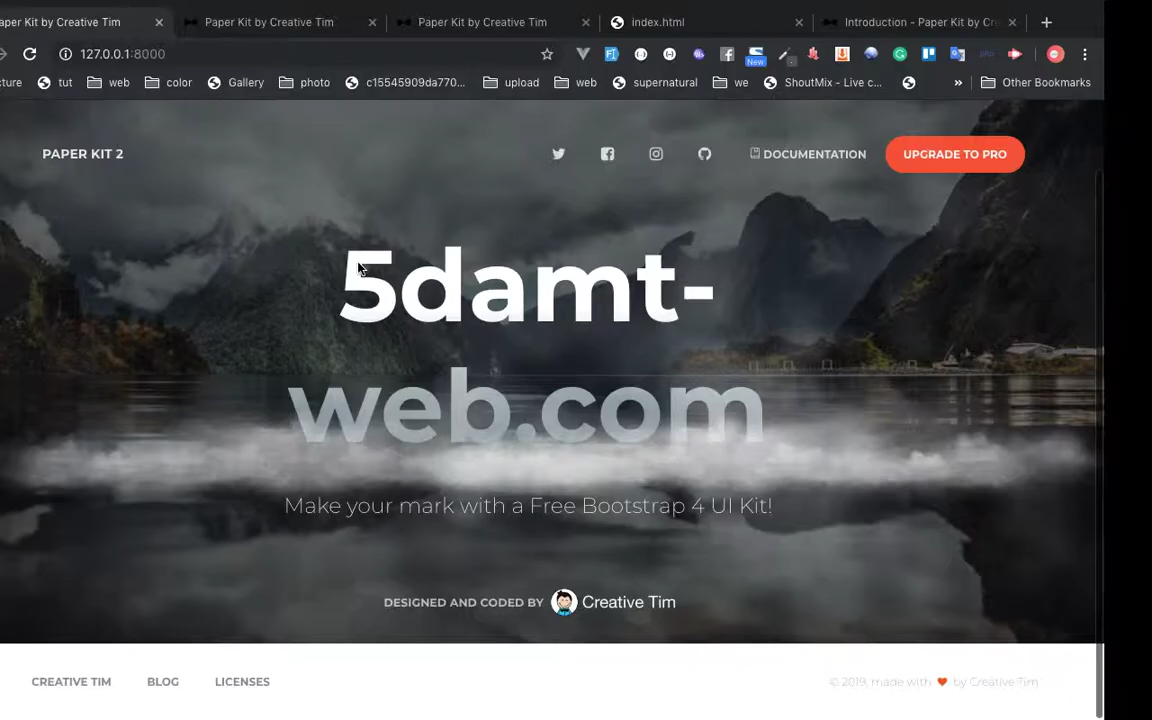 aper Kit by Creative Tim
Paper Kit by Creative Tim
Paper Kit by Creative Tim
index.html
Introduction - Paper Kit by Cre
127.0.0.1:8000
New
cture
tut
web
color
Gallery
photo
c15545909da770...
upload
web
supernatural
we
ShoutMix - Live c...
Other Bookmarks
PAPER KIT 2
DOCUMENTATION
UPGRADE TO PRO
5damt-
web.com
Make your mark with a Free Bootstrap 4 UI Kit!
DESIGNED AND CODED BY
Creative Tim
CREATIVE TIM
BLOG
LICENSES
© 2019, made with by Creative Tim